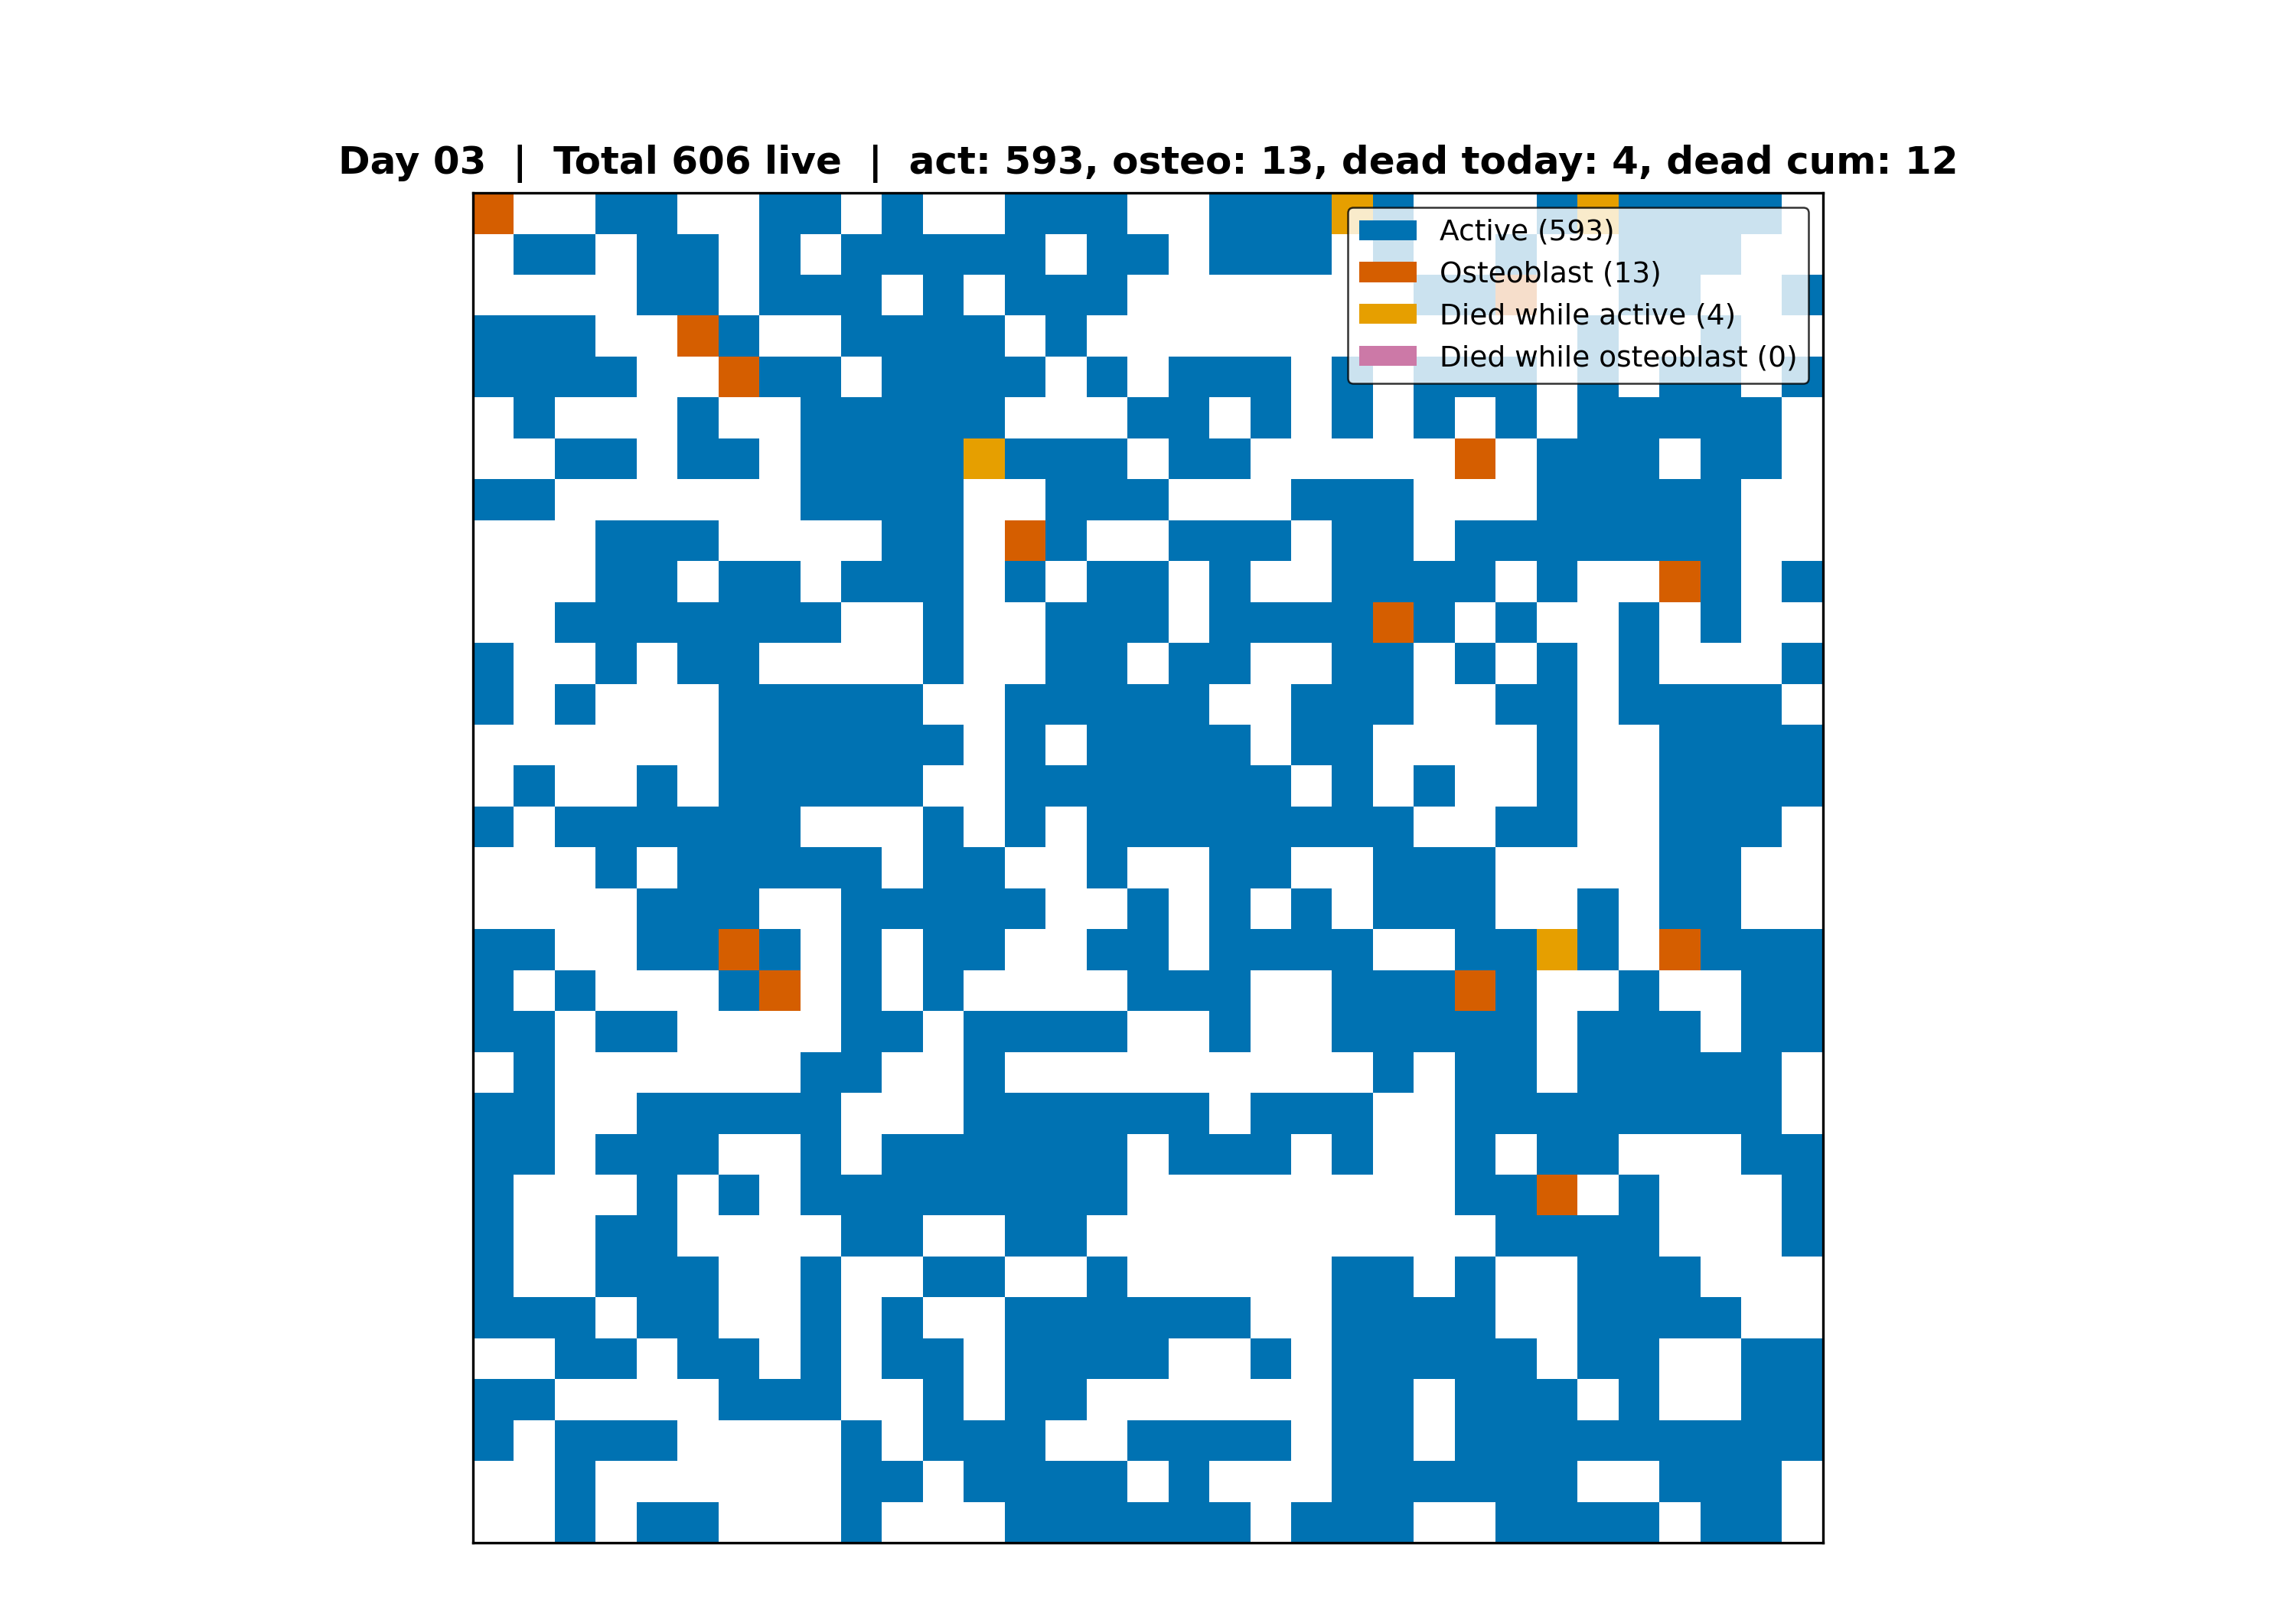 Day 03 | Total 606 live | act: 593, osteo: 13, dead today: 4, dead cum: 12
Active (593)
Osteoblast (13)
Died while active (4)
Died while osteoblast (0)